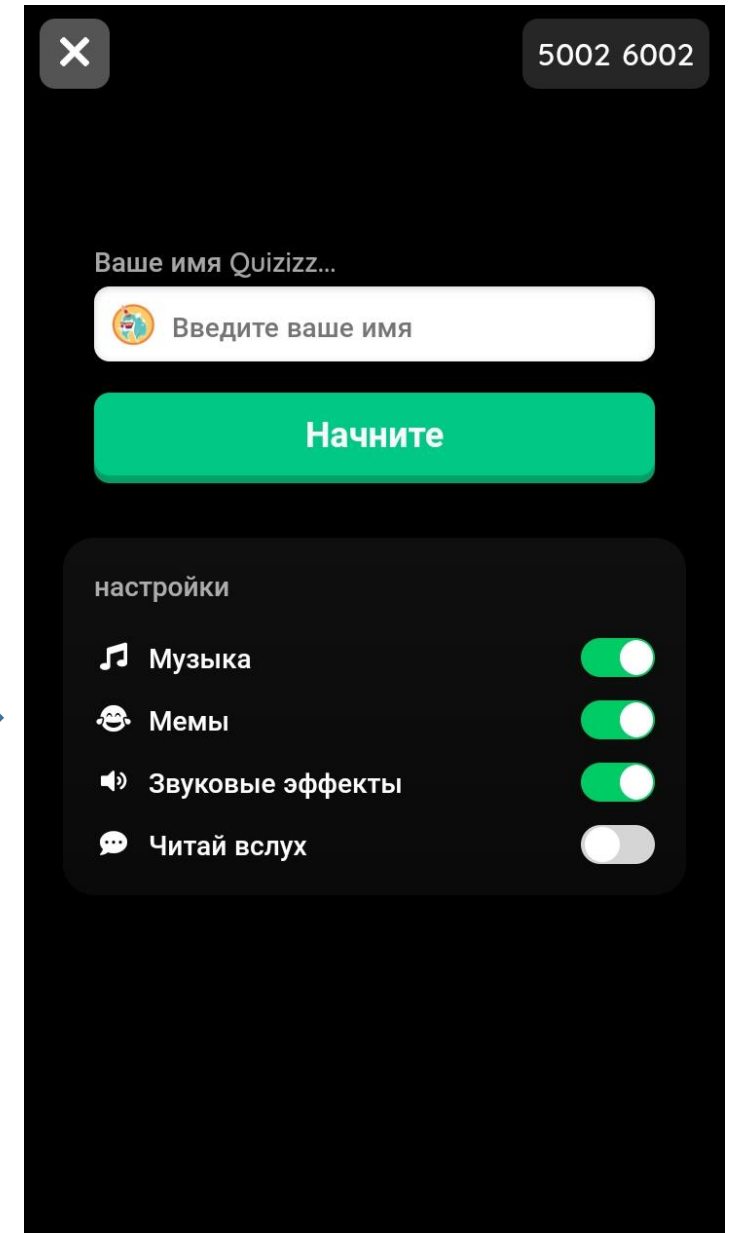 5002 6002
Ваше имя Quizizz...
Введите ваше имя
Начните
настройки
Музыка
Мемы
Звуковые эффекты
Читай вслух